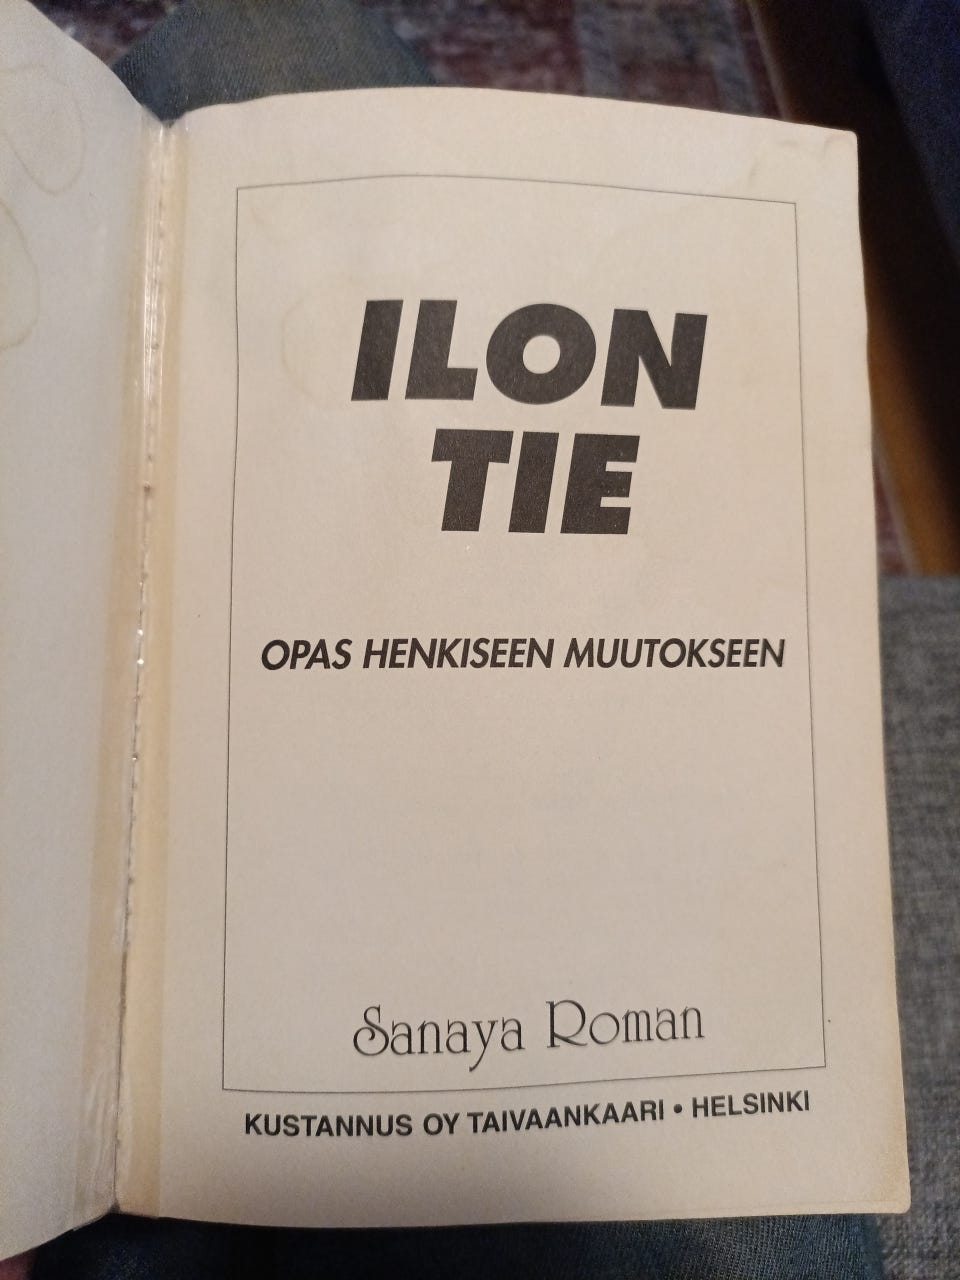 ILON
TIE
OPAS HENKISEEN MUUTOKSEEN
Sanaya Roman
KUSTANNUS OY TAIVAANKAARI • HELSINKI